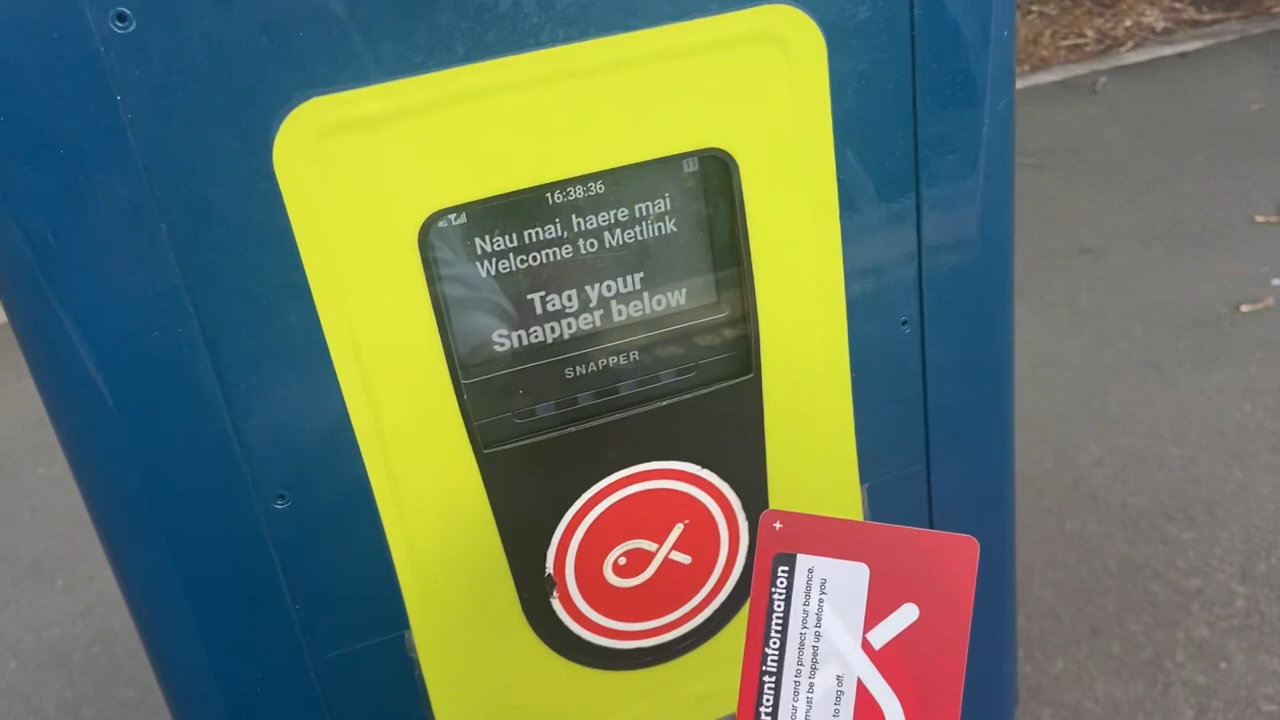 16:38:36
4G
Nau mai, haere mai
Welcome to Metlink
Tag your
Snapper below
SNAPPER
rtant information
our card to protect your balance.
must be topped up before you
to tag off.